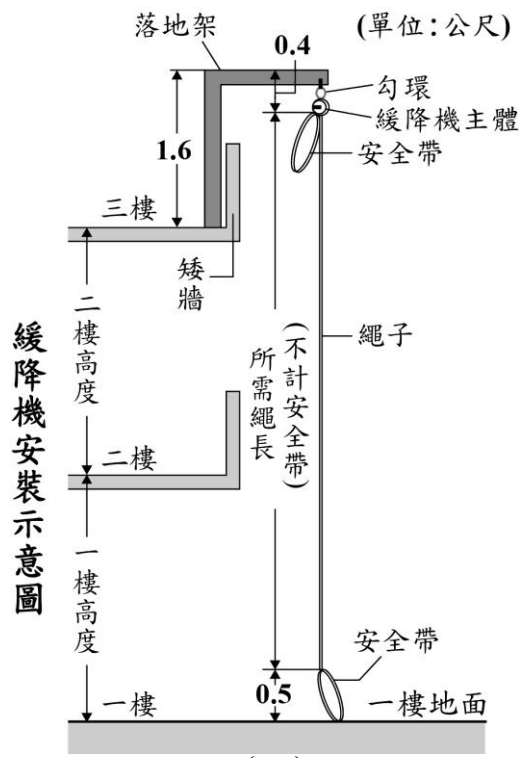 落地架
(單位：公尺)
0.4
勾環
緩降機主體
安全帶
1.6
三樓
矮牆
緩降機安裝示意圖
二樓高度
所需繩長
(不計安全帶)
繩子
二樓
一樓高度
安全帶
0.5
一樓
一樓地面